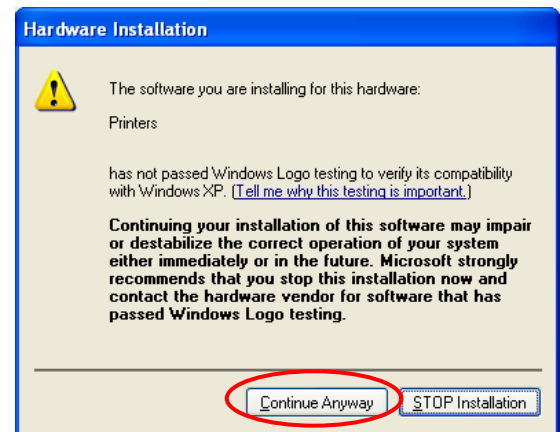 Hardware Installation
The software you are installing for this hardware:
Printers
has not passed Windows Logo testing to verify its compatibility
with Windows XP. (Tell me why this testing is important.)
Continuing your installation of this software may impair
or destabilize the correct operation of your system
either immediately or in the future. Microsoft strongly
recommends that you stop this installation now and
contact the hardware vendor for software that has
passed Windows Logo testing.
Continue Anyway STOP Installation